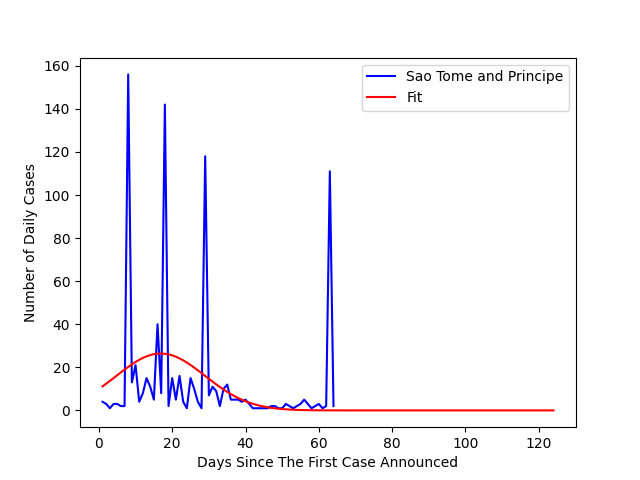 160
140
120
100
80
60
40
20
0
Number of Daily Cases
Sao Tome and Principe
Fit
0 20 40 60 80 100 120
Days Since The First Case Announced